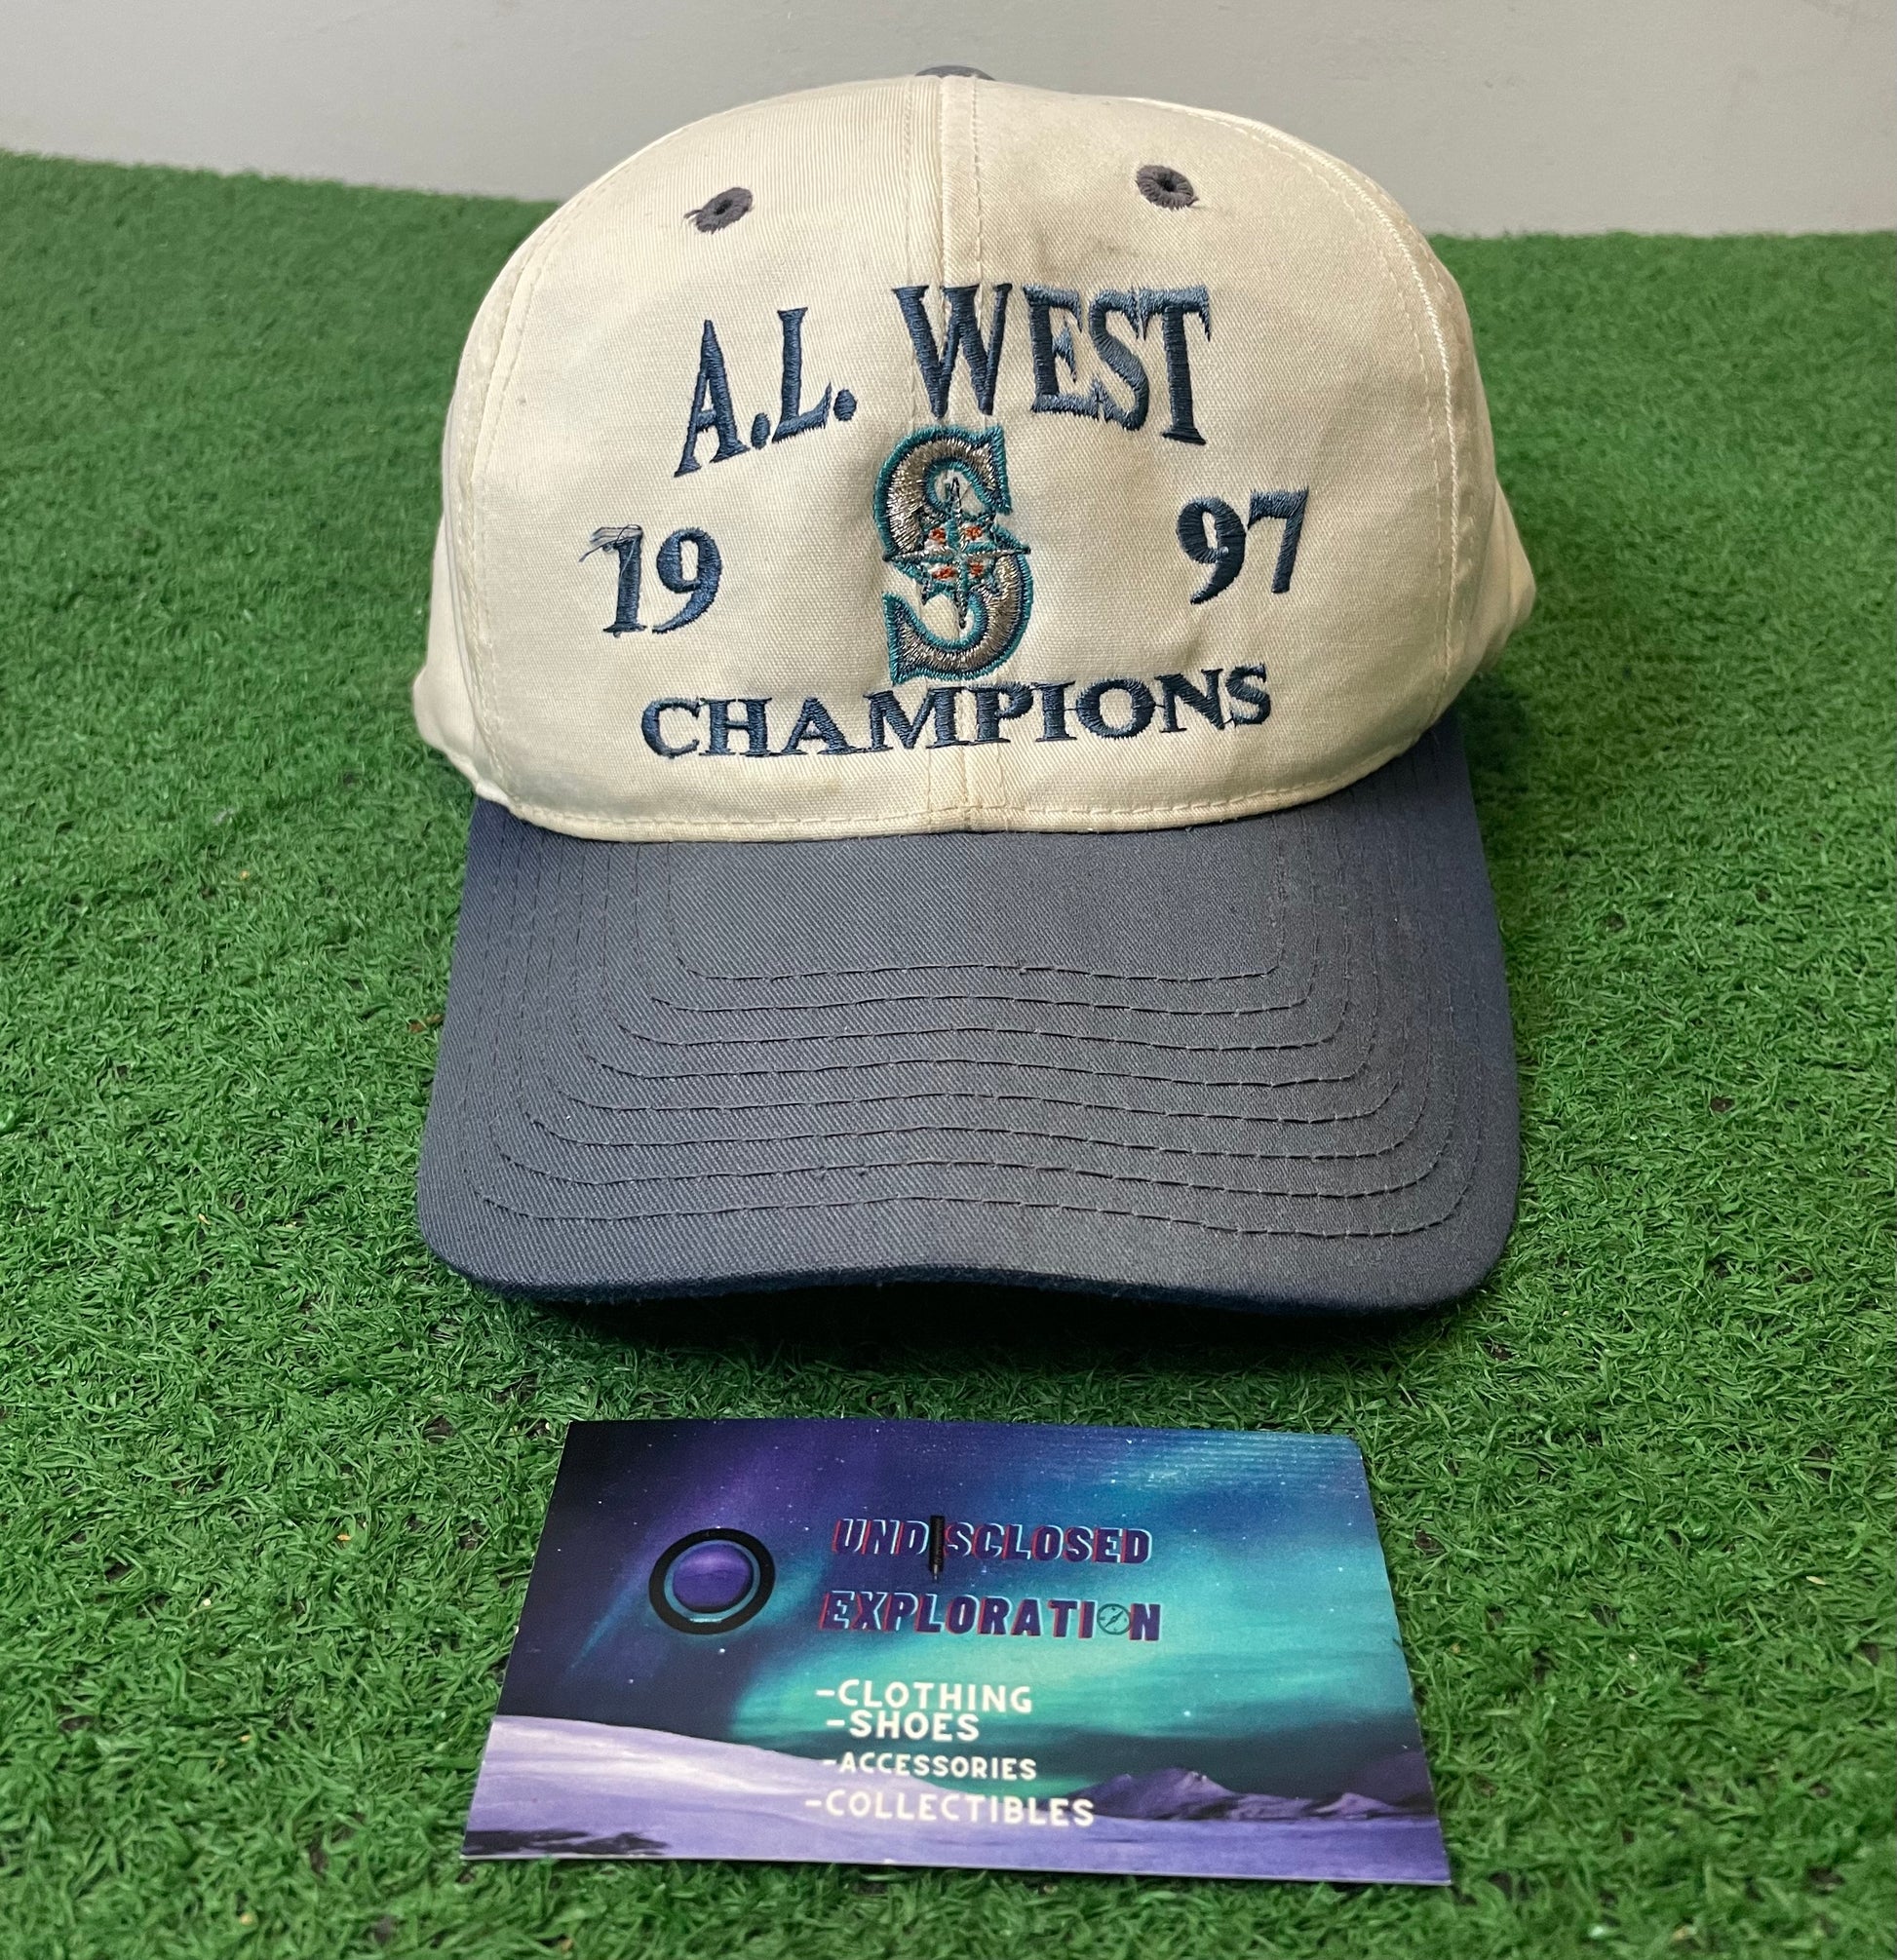 A.L. WEST
19 S 97
CHAMPIONS
UNDISCLOSED
EXPLORATION
-CLOTHING
-SHOES
-ACCESSORIES
-COLLECTIBLES